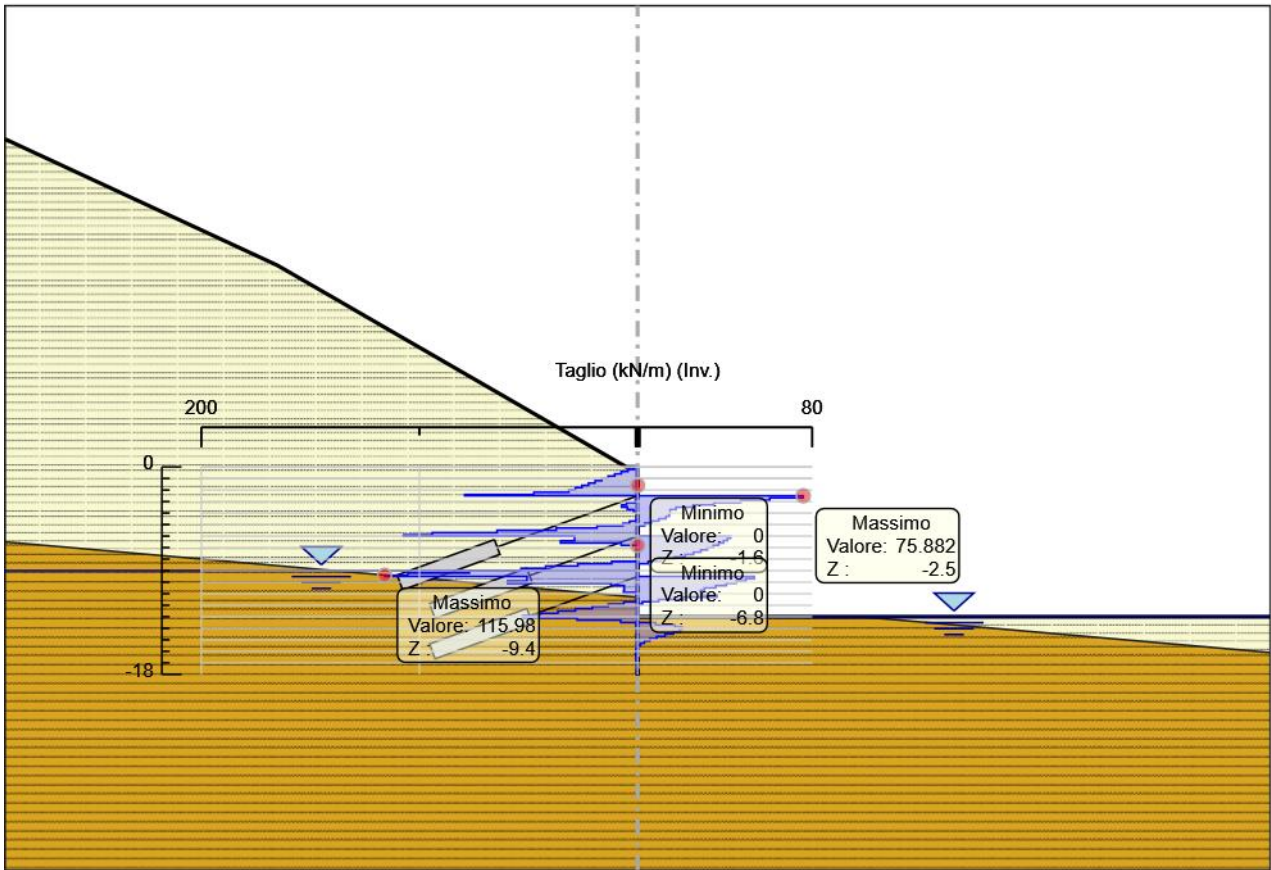 Taglio (kN/m) (Inv.)
200
80
0
Minimo
Valore: 0
Z : -1.6
Massimo
Valore: 75.882
Z : -2.5
Minimo
Valore: 0
Z : -6.8
Massimo
Valore: 115.98
Z : -9.4
-18